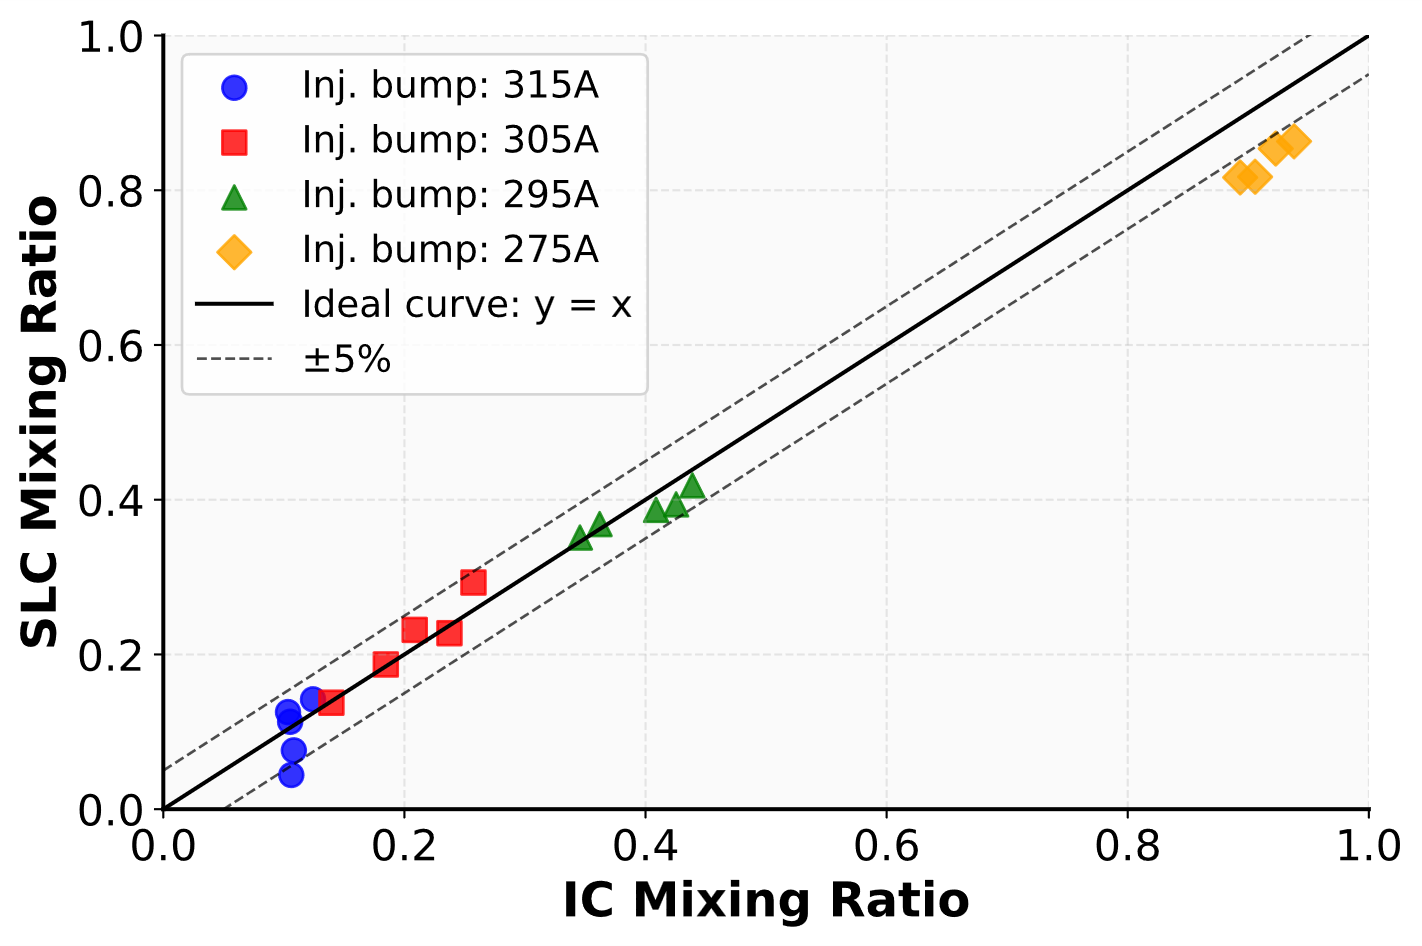 1.0
0.8
0.6
0.4
0.2
0.0
SLC Mixing Ratio
Inj. bump: 315A
Inj. bump: 305A
Inj. bump: 295A
Inj. bump: 275A
Ideal curve: y = x
±5%
0.0 0.2 0.4 0.6 0.8 1.0
IC Mixing Ratio